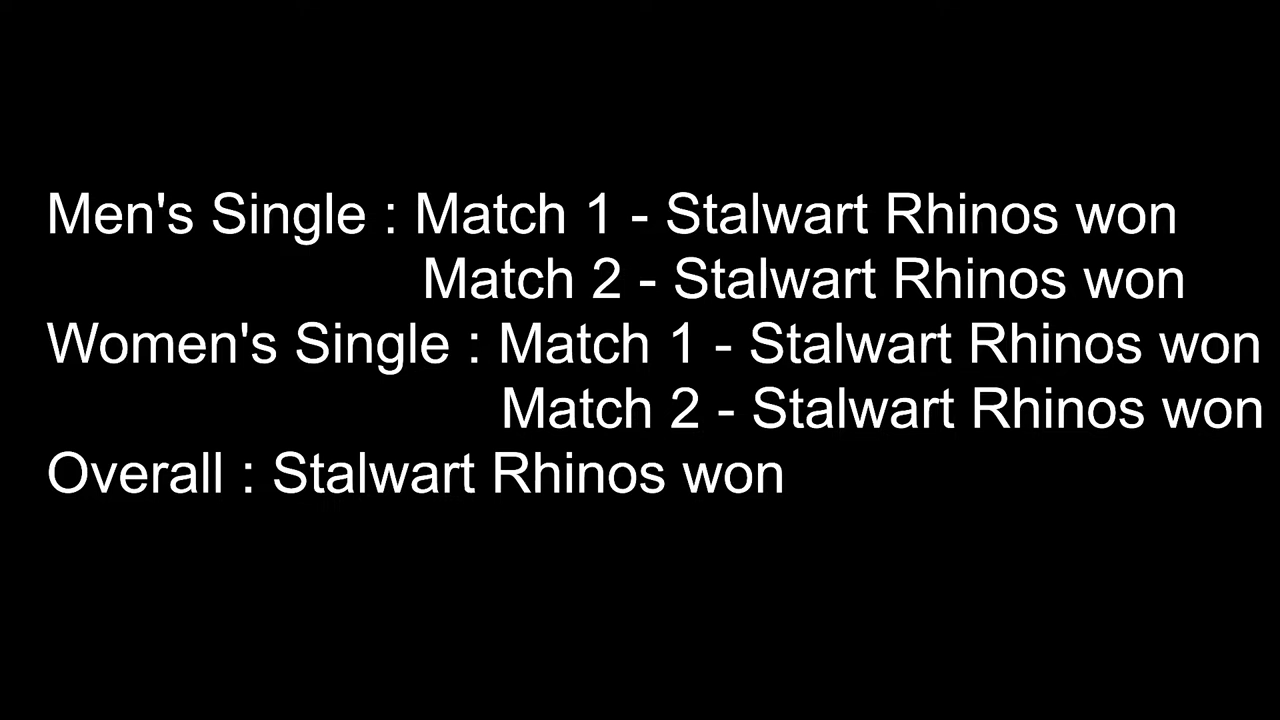 Men's Single : Match 1 - Stalwart Rhinos won
Match 2 - Stalwart Rhinos won
Women's Single : Match 1 - Stalwart Rhinos won
Match 2 - Stalwart Rhinos won
Overall : Stalwart Rhinos won